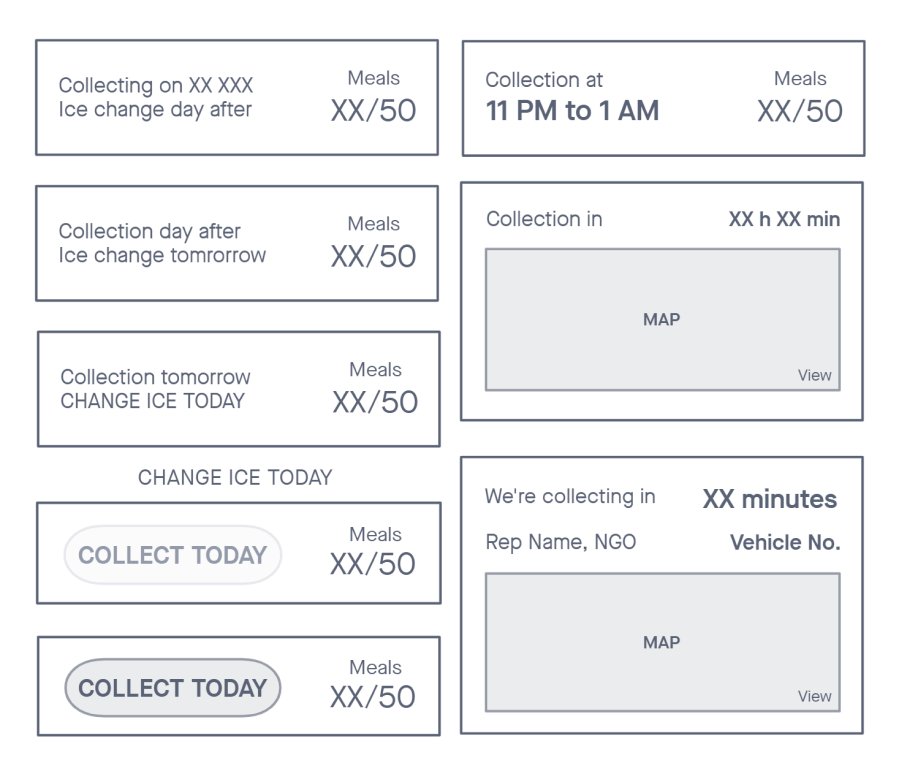 Collecting on XX XXX
Ice change day after
Meals
XX/50
Collection day after
Ice change tomrorrow
Meals
XX/50
Collection tomorrow
CHANGE ICE TODAY
Meals
XX/50
CHANGE ICE TODAY
COLLECT TODAY
Meals
XX/50
COLLECT TODAY
Meals
XX/50
Collection at
11 PM to 1 AM
Meals
XX/50
Collection in XX h XX min
MAP
View
We're collecting in XX minutes
Rep Name, NGO Vehicle No.
MAP
View